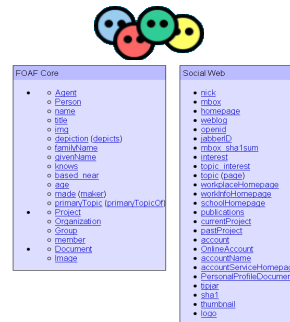 FOAF Core
Agent
Person
name
title
img
depiction (depicts)
familyName
givenName
knows
based_near
age
made (maker)
primaryTopic (primaryTopicOf)
Project
Organization
Group
member
Document
Image
Social Web
nick
mbox
homepage
weblog
openid
jabberID
mbox_sha1sum
interest
topic_interest
topic (page)
workplaceHomepage
workInfoHomepage
schoolHomepage
publications
currentProject
pastProject
account
OnlineAccount
accountName
accountServiceHomepa
PersonalProfileDocumen
tipjar
sha1
thumbnail
logo